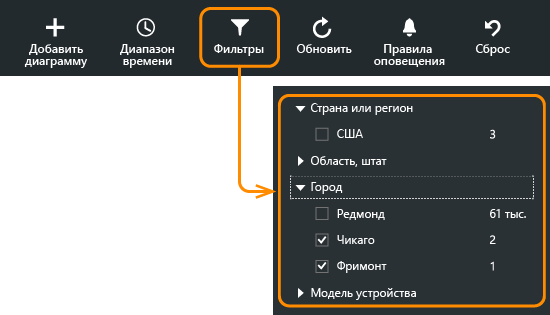 Добавить диаграмму
Диапазон времени
Фильтры
Обновить
Правила оповещения
Сброс
Страна или регион
США 3
Область, штат
Город
Редмонд 61 тыс.
Чикаго 2
Фримонт 1
Модель устройства